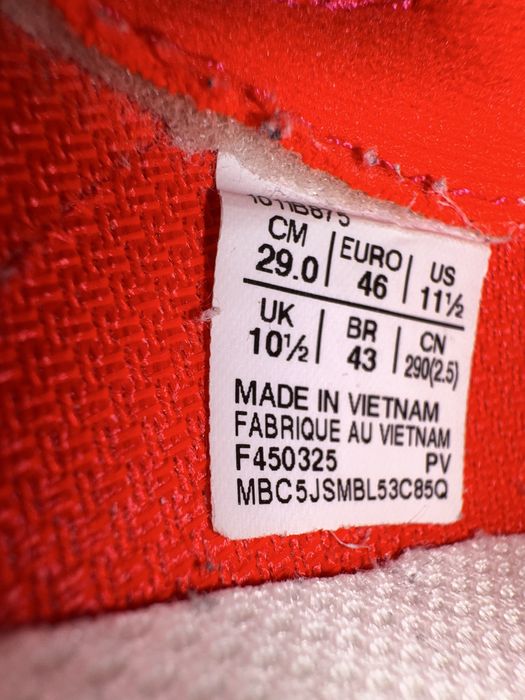 1011B875
CM 29.0 | EURO 46 | US 11½
UK 10½ | BR 43 | CN 290(2.5)
MADE IN VIETNAM
FABRIQUE AU VIETNAM
F450325 PV
MBC5JSMBL53C85Q